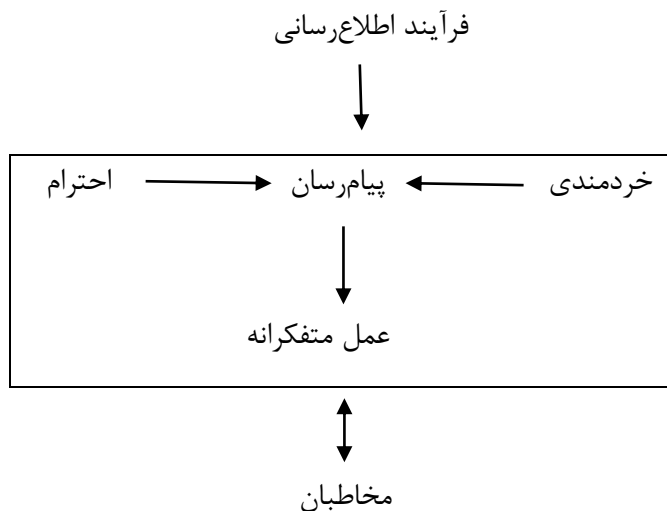 فرآیند اطلاع‌رسانی
خردمندی پیام‌رسان احترام
عمل متفکرانه
مخاطبان